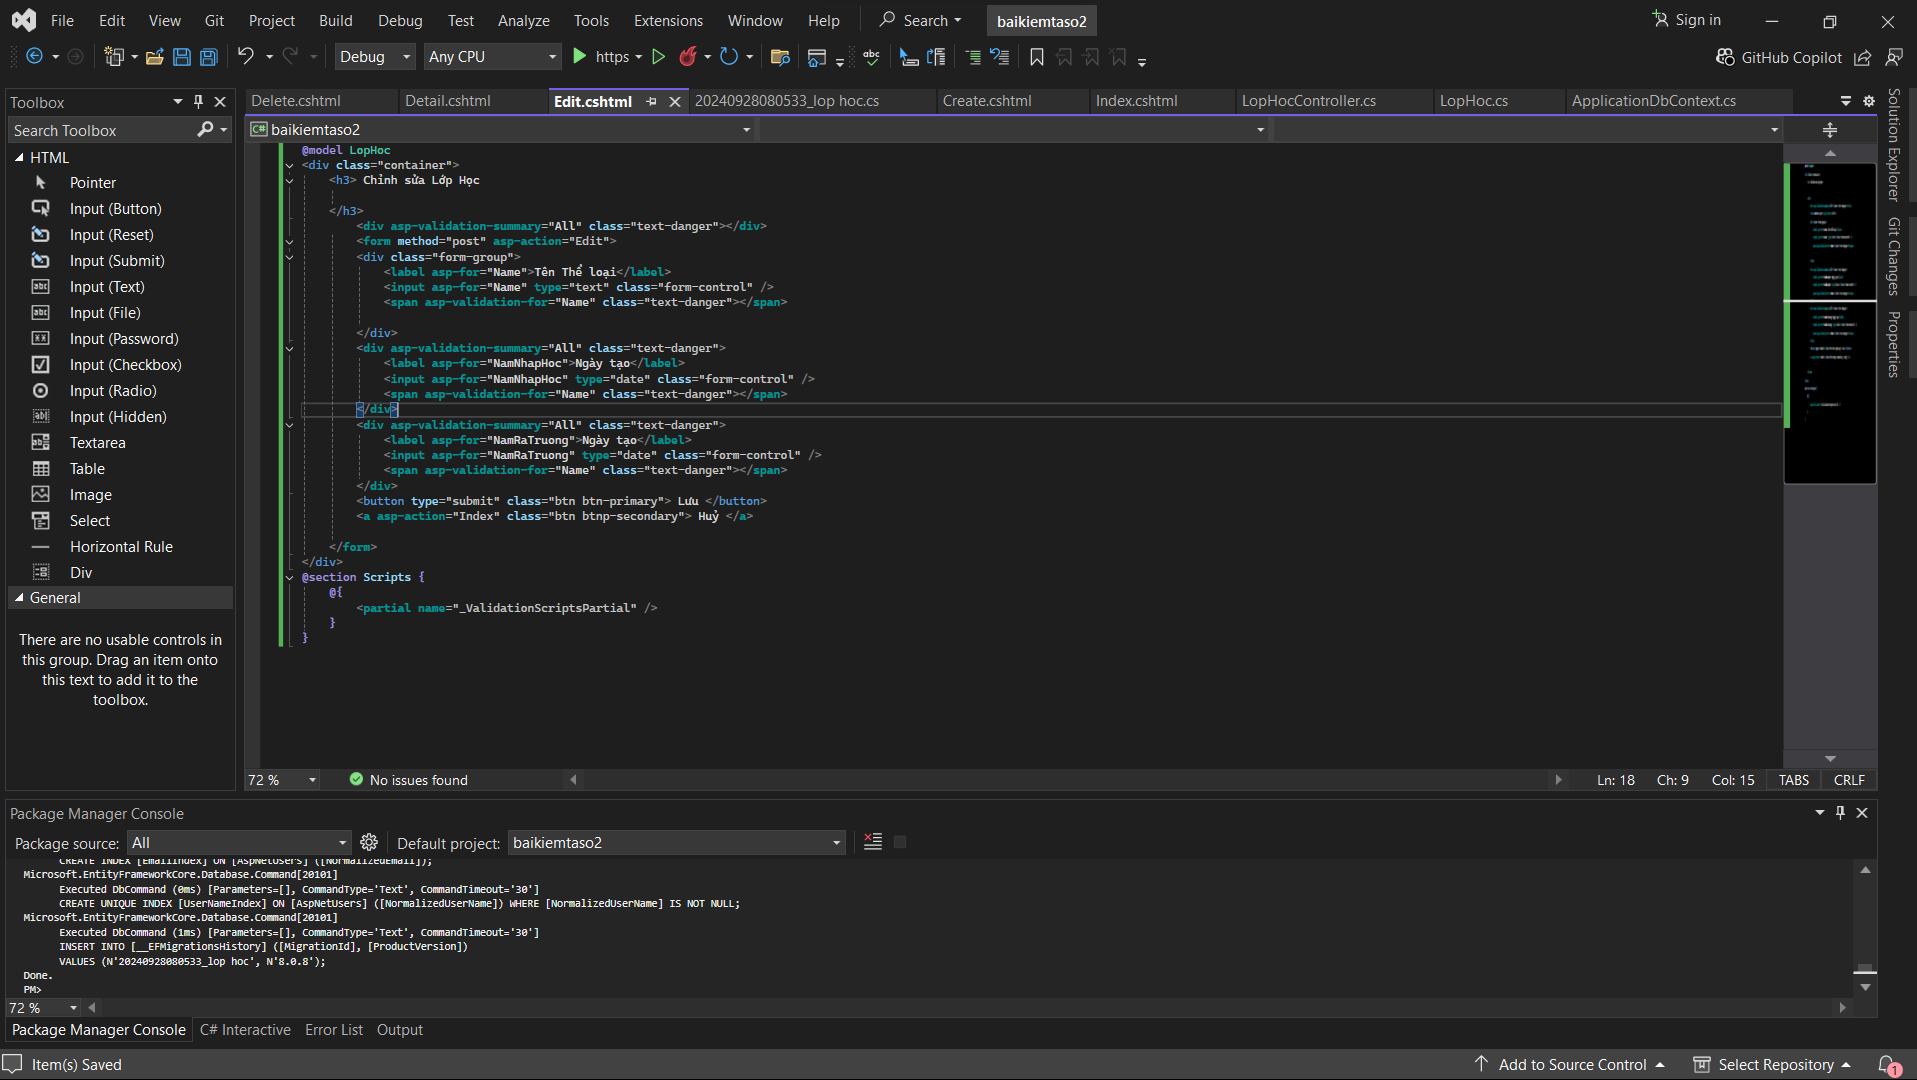 File Edit View Git Project Build Debug Test Analyze Tools Extensions Window Help Search baikiemtaso2 Sign in
Debug Any CPU https abc GitHub Copilot
Toolbox
Delete.cshtml Detail.cshtml Edit.cshtml 20240928080533_lop hoc.cs Create.cshtml Index.cshtml LopHocController.cs LopHoc.cs ApplicationDbContext.cs
Search Toolbox
C# baikiemtaso2
HTML
Pointer
Input (Button)
Input (Reset)
Input (Submit)
Input (Text)
Input (File)
Input (Password)
Input (Checkbox)
Input (Radio)
Input (Hidden)
Textarea
Table
Image
Select
Horizontal Rule
Div
General
There are no usable controls in
this group. Drag an item onto
this text to add it to the
toolbox.
@model LopHoc
<div class="container">
<h3> Chỉnh sửa Lớp Học
</h3>
<div asp-validation-summary="All" class="text-danger"></div>
<form method="post" asp-action="Edit">
<div class="form-group">
<label asp-for="Name">Tên Thể loại</label>
<input asp-for="Name" type="text" class="form-control" />
<span asp-validation-for="Name" class="text-danger"></span>
</div>
<div asp-validation-summary="All" class="text-danger">
<label asp-for="NamNhapHoc">Ngày tạo</label>
<input asp-for="NamNhapHoc" type="date" class="form-control" />
<span asp-validation-for="Name" class="text-danger"></span>
</div>
<div asp-validation-summary="All" class="text-danger">
<label asp-for="NamRaTruong">Ngày tạo</label>
<input asp-for="NamRaTruong" type="date" class="form-control" />
<span asp-validation-for="Name" class="text-danger"></span>
</div>
<button type="submit" class="btn btn-primary"> Lưu </button>
<a asp-action="Index" class="btn btnp-secondary"> Huỷ </a>
</form>
</div>
@section Scripts {
@{
<partial name="_ValidationScriptsPartial" />
}
}
Solution Explorer
Git Changes
Properties
72 % No issues found Ln: 18 Ch: 9 Col: 15 TABS CRLF
Package Manager Console
Package source: All Default project: baikiemtaso2
CREATE INDEX [EmailIndex] ON [AspNetUsers] ([NormalizedEmail]);
Microsoft.EntityFrameworkCore.Database.Command[20101]
Executed DbCommand (0ms) [Parameters=[], CommandType='Text', CommandTimeout='30']
CREATE UNIQUE INDEX [UserNameIndex] ON [AspNetUsers] ([NormalizedUserName]) WHERE [NormalizedUserName] IS NOT NULL;
Microsoft.EntityFrameworkCore.Database.Command[20101]
Executed DbCommand (1ms) [Parameters=[], CommandType='Text', CommandTimeout='30']
INSERT INTO [__EFMigrationsHistory] ([MigrationId], [ProductVersion])
VALUES (N'20240928080533_lop hoc', N'8.0.8');
Done.
PM>
72 %
Package Manager Console C# Interactive Error List Output
Item(s) Saved Add to Source Control Select Repository 1